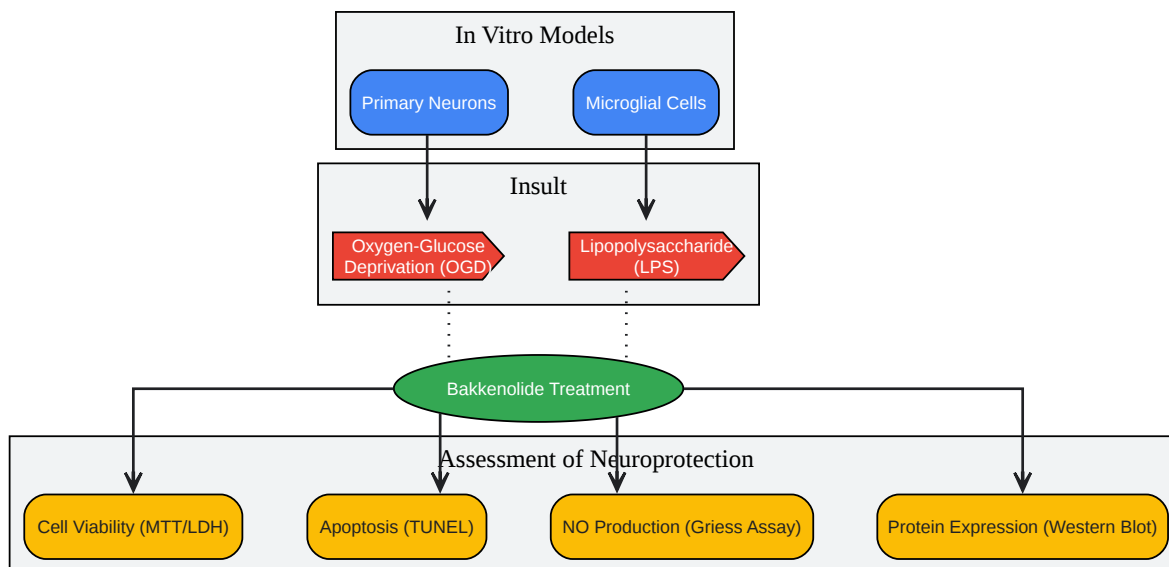 In Vitro Models
Primary Neurons
Microglial Cells
Insult
Oxygen-Glucose
Deprivation (OGD)
Lipopolysaccharide
(LPS)
Bakkenolide Treatment
Assessment of Neuroprotection
Cell Viability (MTT/LDH)
Apoptosis (TUNEL)
NO Production (Griess Assay)
Protein Expression (Western Blot)